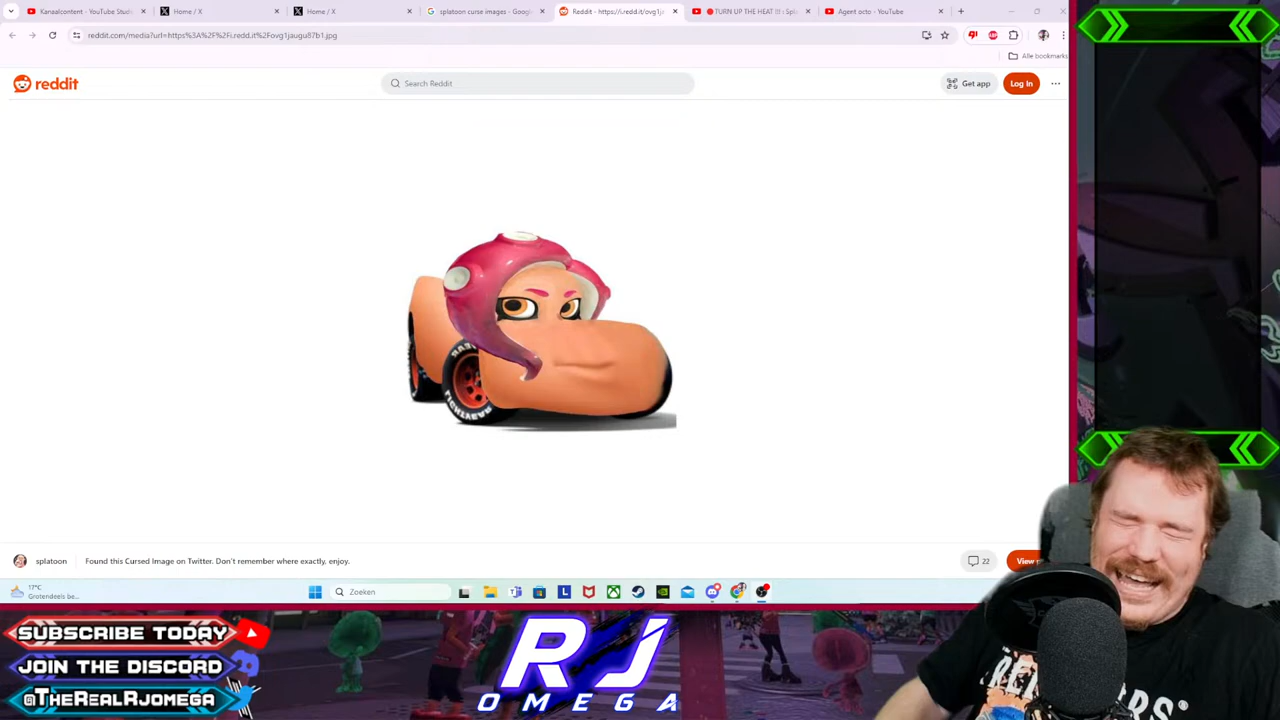 Kanaalcontent - YouTube Studi
Home / X
Home / X
splatoon curse images - Googl
Reddit - https://i.redd.it/ovg1j
TURN UP THE HEAT !!! : Spl
Agent octo - YouTube
reddit.com/media?url=https%3A%2F%2Fi.redd.it%2Fovg1jaugu87b1.jpg
Alle bookmarks
reddit
Search Reddit
Get app
Log In
splatoon
Found this Cursed Image on Twitter. Don't remember where exactly, enjoy.
22
View
17°C
Grotendeels be...
Zoeken
SUBSCRIBE TODAY
JOIN THE DISCORD
@TheRealRjomega
RJ
OMEGA